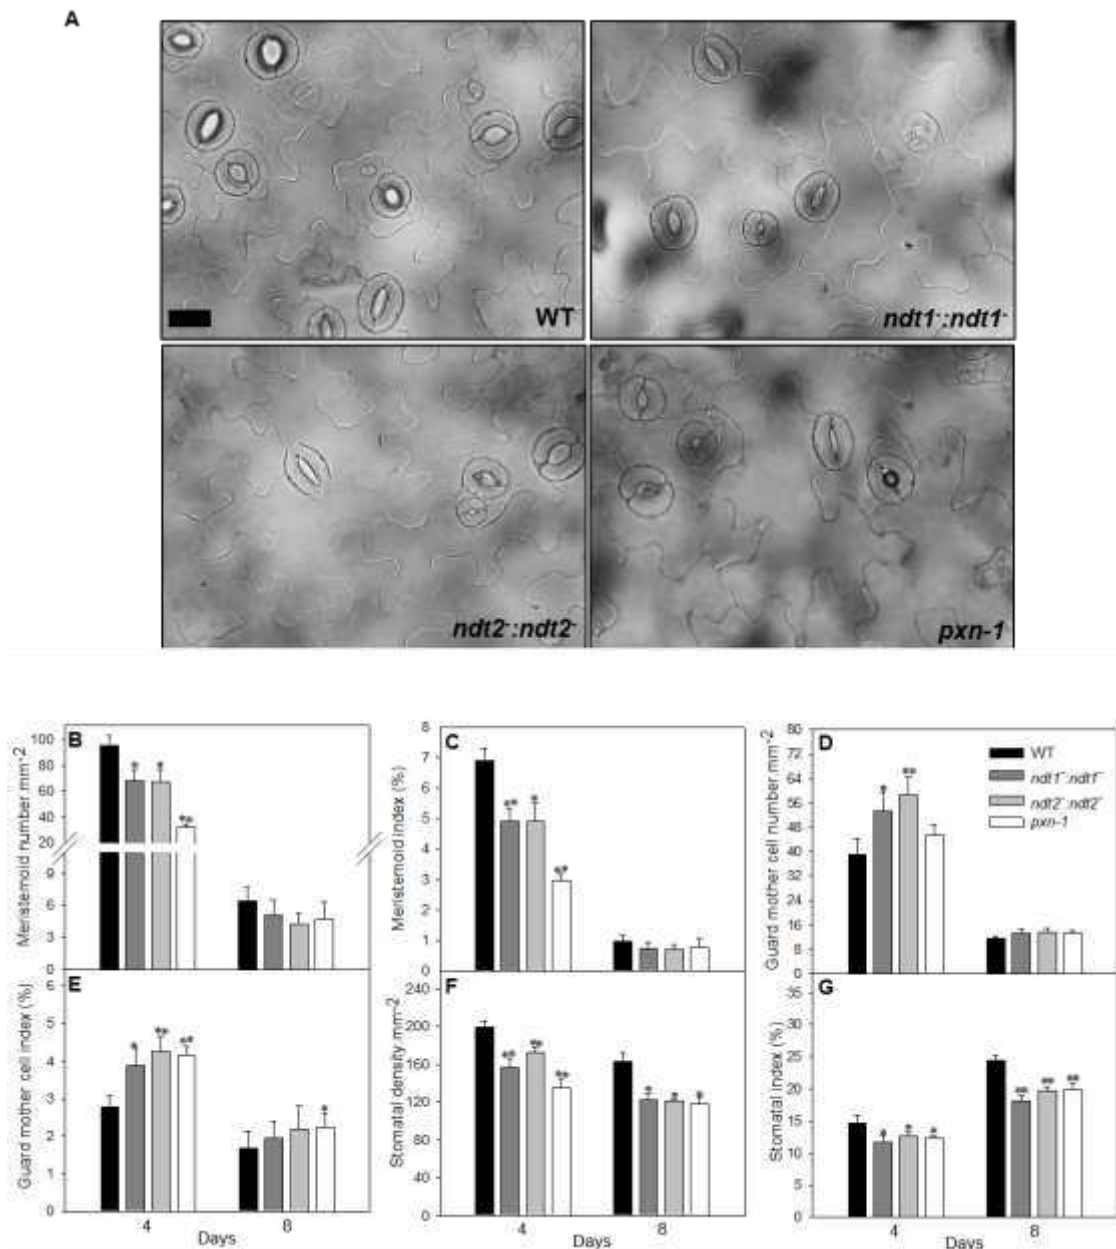 A
WT
ndt1⁻:ndt1⁻
ndt2⁻:ndt2⁻
pxn-1
B
Meristemoid number mm⁻²
100
80
60
40
20
9
6
3
0
C
Meristemoid index (%)
8
7
6
5
4
3
2
1
0
D
Guard mother cell number mm⁻²
80
72
64
56
48
40
32
24
16
8
0
WT
ndt1⁻:ndt1⁻
ndt2⁻:ndt2⁻
pxn-1
* * **
** * **
* **
E
Guard mother cell index (%)
6
5
4
3
2
1
0
* ** ** *
4 8
Days
F
Stomatal density mm⁻²
240
200
160
120
80
40
0
** ** ** * * *
4 8
Days
G
Stomatal index (%)
35
30
25
20
15
10
5
0
* * * ** ** **
4 8
Days